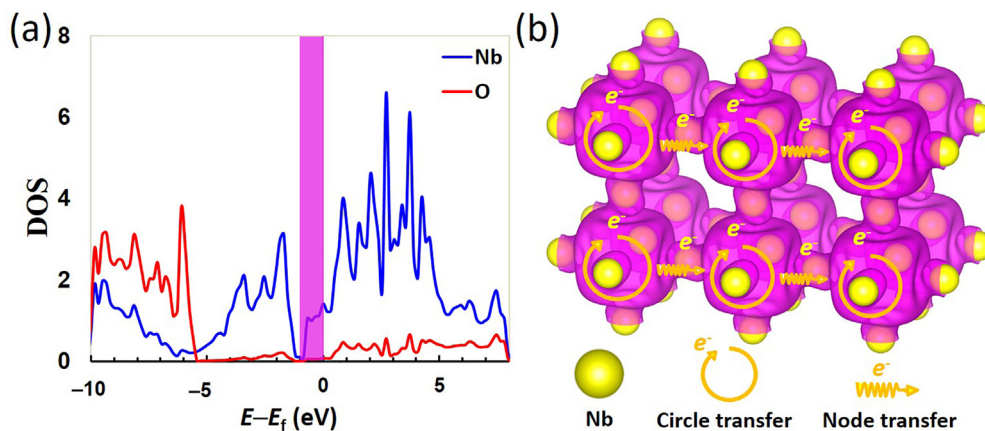 (a)
8
6
4
2
0
DOS
Nb
O
–10
–5
0
5
E–Ef (eV)
(b)
e-
e-
e-
e-
e-
e-
e-
e-
e-
e-
Nb
e-
Circle transfer
e-
Node transfer